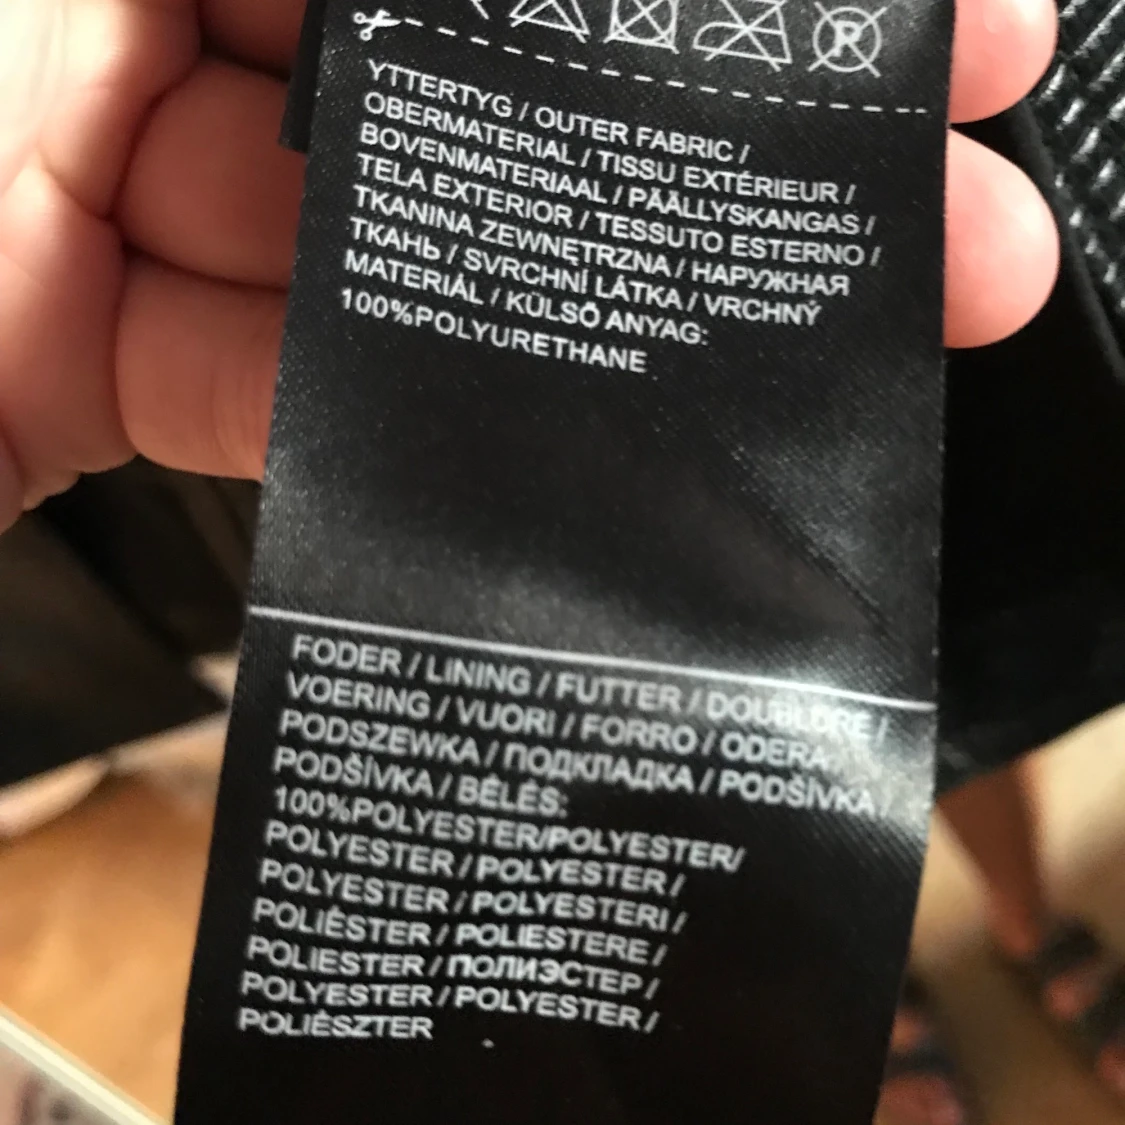 YTTERTYG / OUTER FABRIC /
OBERMATERIAL / TISSU EXTÉRIEUR /
BOVENMATERIAAL / PÄÄLLYSKANGAS /
TELA EXTERIOR / TESSUTO ESTERNO /
TKANINA ZEWNĘTRZNA / НАРУЖНАЯ
ТКАНЬ / SVRCHNÍ LÁTKA / VRCHNÝ
MATERIÁL / KÜLSŐ ANYAG:
100%POLYURETHANE
FODER / LINING / FUTTER / DOUBLURE /
VOERING / VUORI / FORRO / ODERA
PODSZEWKA / ПОДКЛАДКА / PODŠÍVKA /
PODŠÍVKA / BÉLÉS:
100%POLYESTER/POLYESTER/
POLYESTER / POLYESTER /
POLYESTER / POLYESTERI /
POLIÉSTER / POLIESTERE /
POLIESTER / ПОЛИЭСТЕР /
POLYESTER / POLYESTER /
POLIÉSZTER